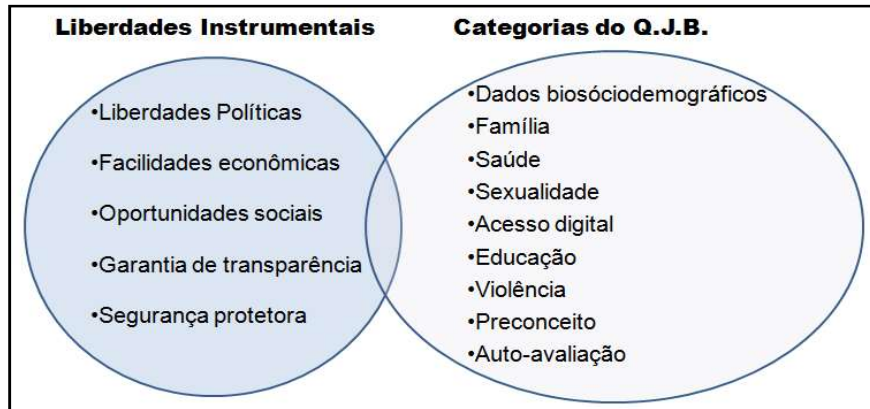 Liberdades Instrumentais
•Liberdades Políticas
•Facilidades econômicas
•Oportunidades sociais
•Garantia de transparência
•Segurança protetora
Categorias do Q.J.B.
•Dados biosóciodemográficos
•Família
•Saúde
•Sexualidade
•Acesso digital
•Educação
•Violência
•Preconceito
•Auto-avaliação